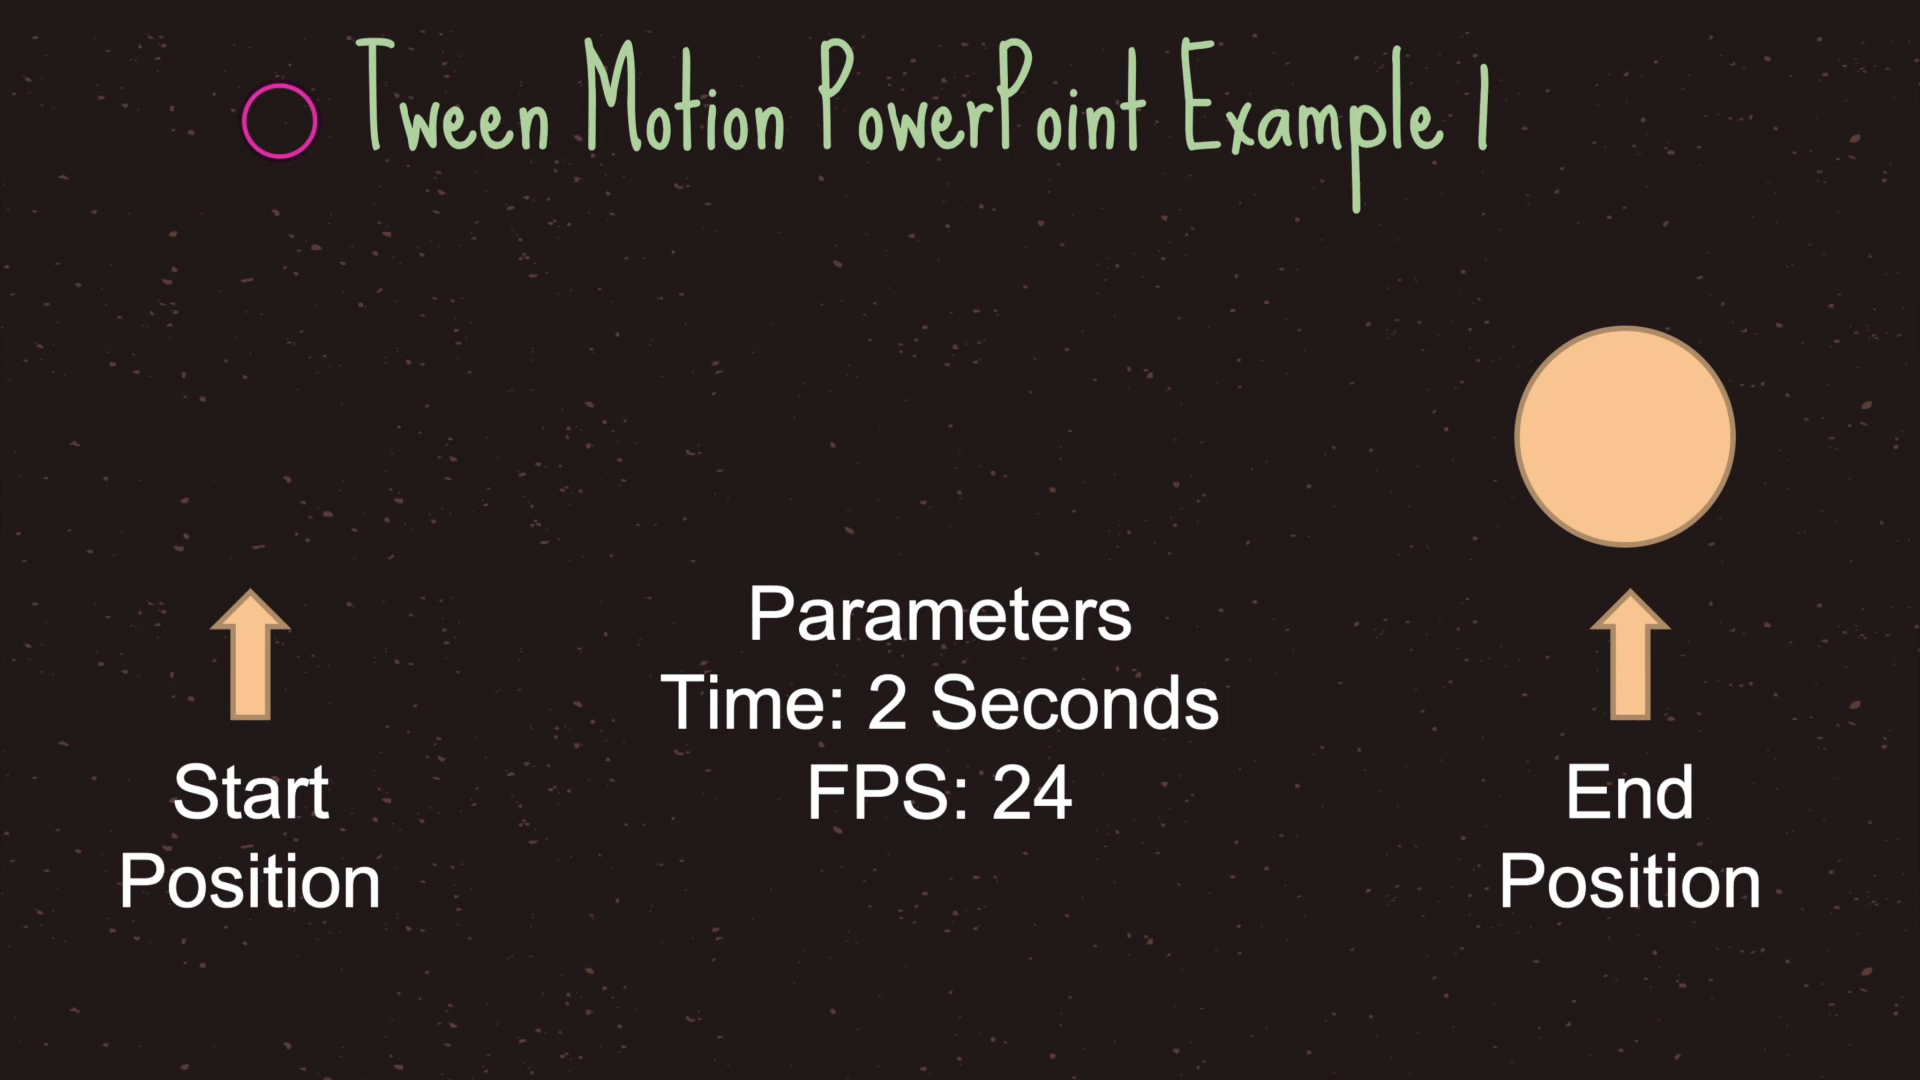 Tween Motion PowerPoint Example 1
Parameters
Time: 2 Seconds
FPS: 24
Start
Position
End
Position